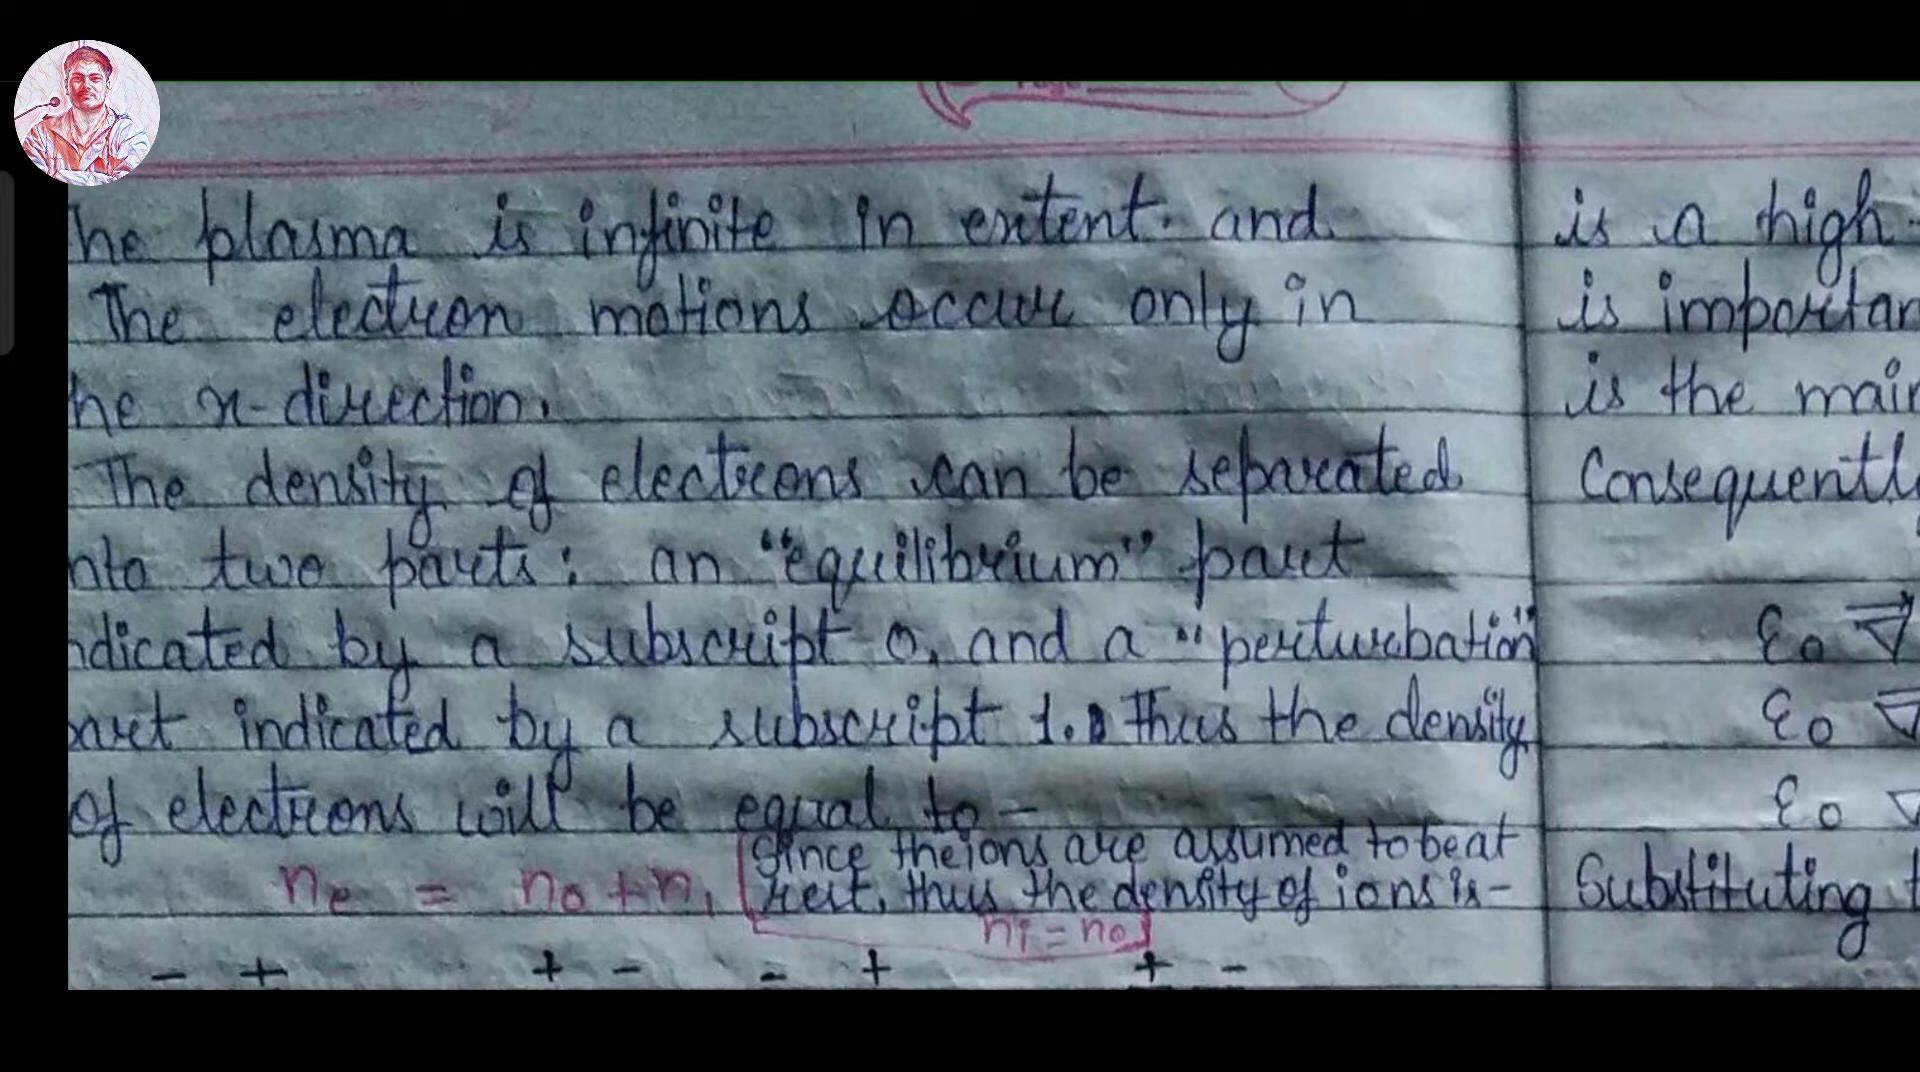 he plasma is infinite in extent. and
The electron motions occur only in
he x-direction.
The density of electrons can be separated
nto two parts: an "equilibrium" part
ndicated by a subscript 0, and a "perturbation"
part indicated by a subscript 1. Thus the density
of electrons will be equal to -
ne = n0 + n1
Since the ions are assumed to be at
rest, thus the density of ions is -
ni = n0
- + + - - + + -
is a high-
is importan
is the main
Consequentl
ε0 ∇
ε0 ∇
ε0 ∇
Substituting t